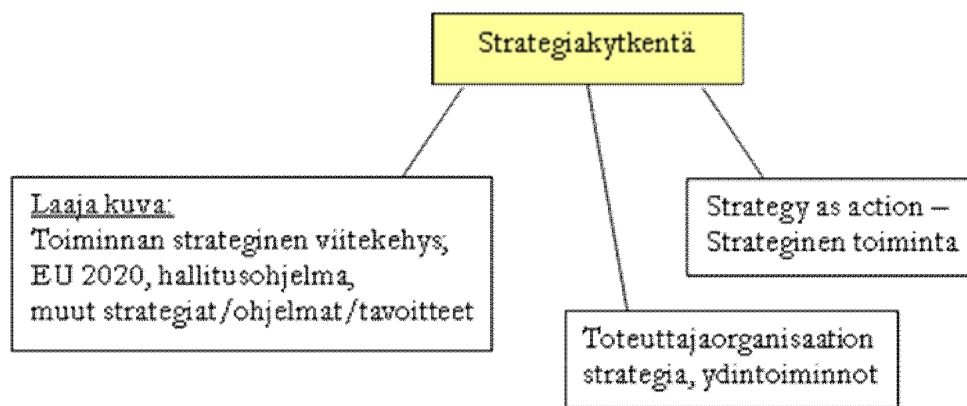 Strategiakytkentä
Laaja kuva:
Toiminnan strateginen viitekehys;
EU 2020, hallitusohjelma,
muut strategiat/ohjelmat/tavoitteet
Strategy as action –
Strateginen toiminta
Toteuttajaorganisaation
strategia, ydintoiminnot